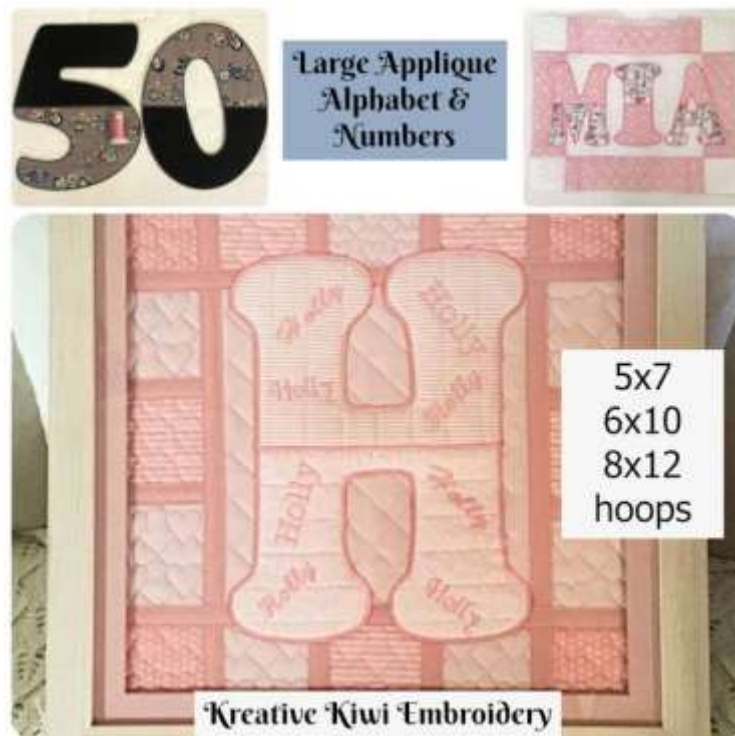 50
Large Applique
Alphabet &
Numbers
MIA
H
Holly
Holly
Holly
Holly
Holly
Holly
Holly
Holly
5x7
6x10
8x12
hoops
Kreative Kiwi Embroidery